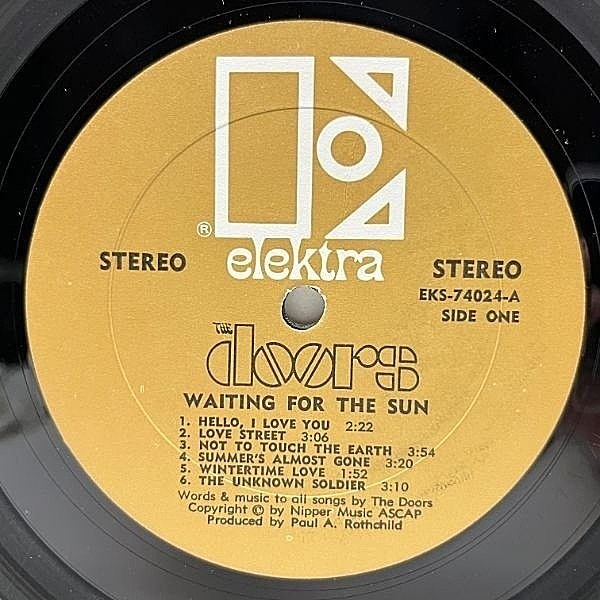 ®
elektra
STEREO
STEREO
EKS-74024-A
SIDE ONE
THE doors
WAITING FOR THE SUN
1. HELLO, I LOVE YOU 2:22
2. LOVE STREET 3:06
3. NOT TO TOUCH THE EARTH 3:54
4. SUMMER'S ALMOST GONE 3:20
5. WINTERTIME LOVE 1:52
6. THE UNKNOWN SOLDIER 3:10
Words & music to all songs by The Doors
Copyright © by Nipper Music ASCAP
Produced by Paul A. Rothchild